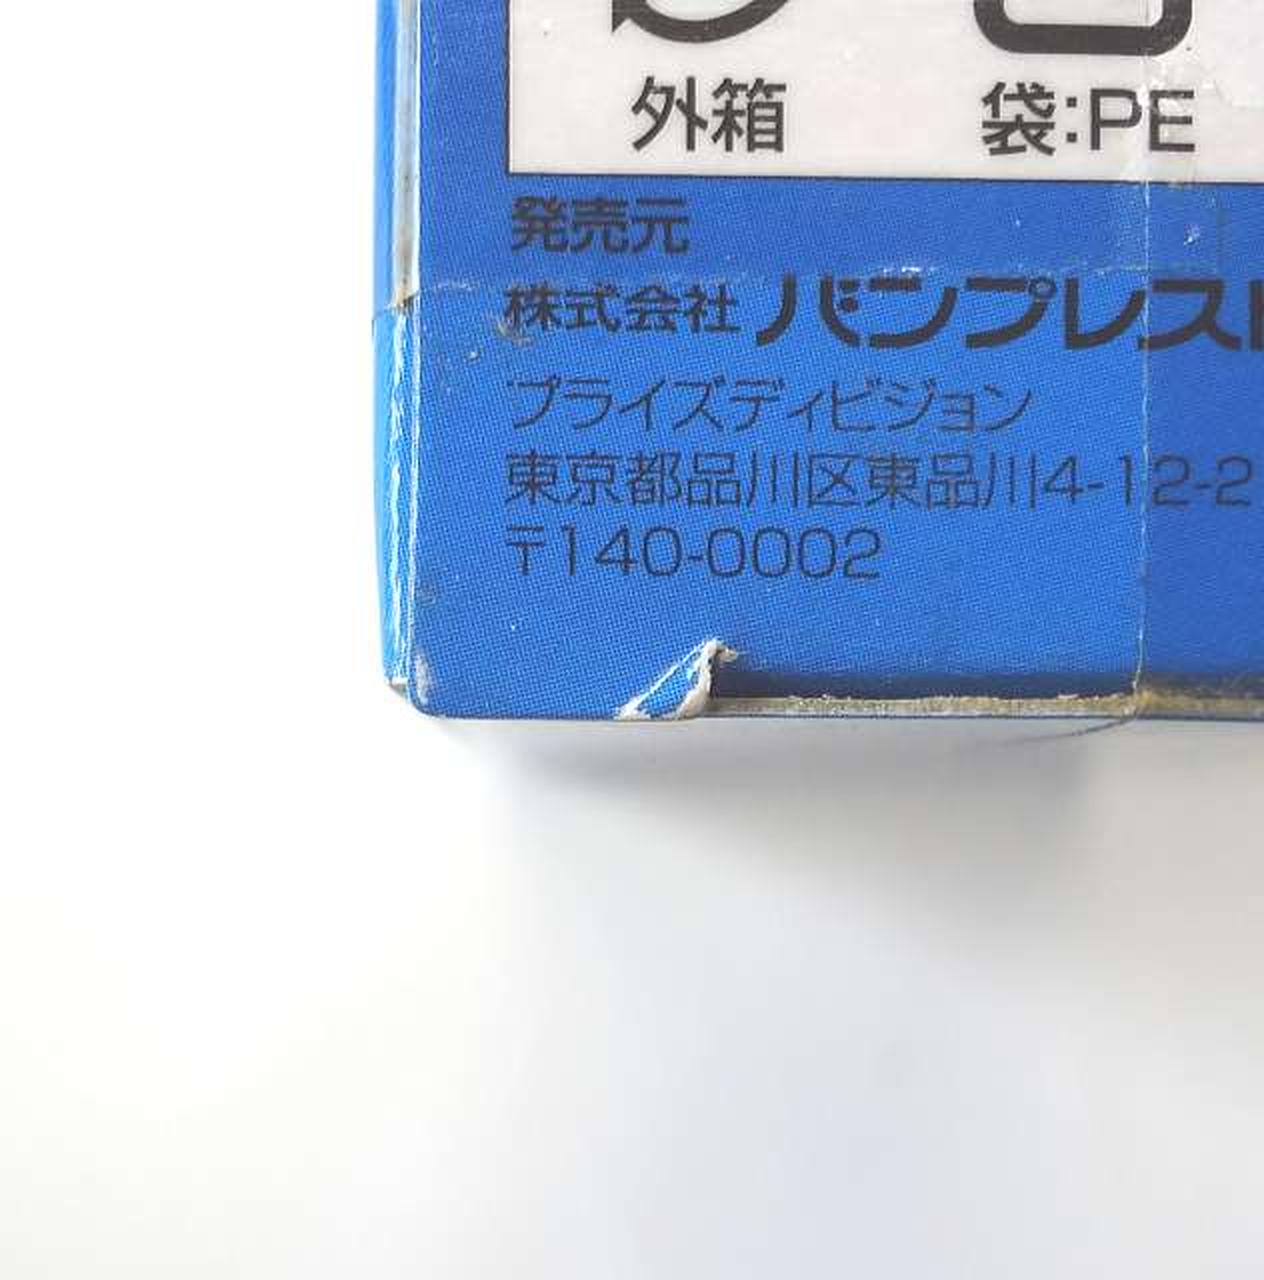 外箱 袋:PE
発売元
株式会社 バンプレスト
プライズディビジョン
東京都品川区東品川4-12-2
〒140-0002